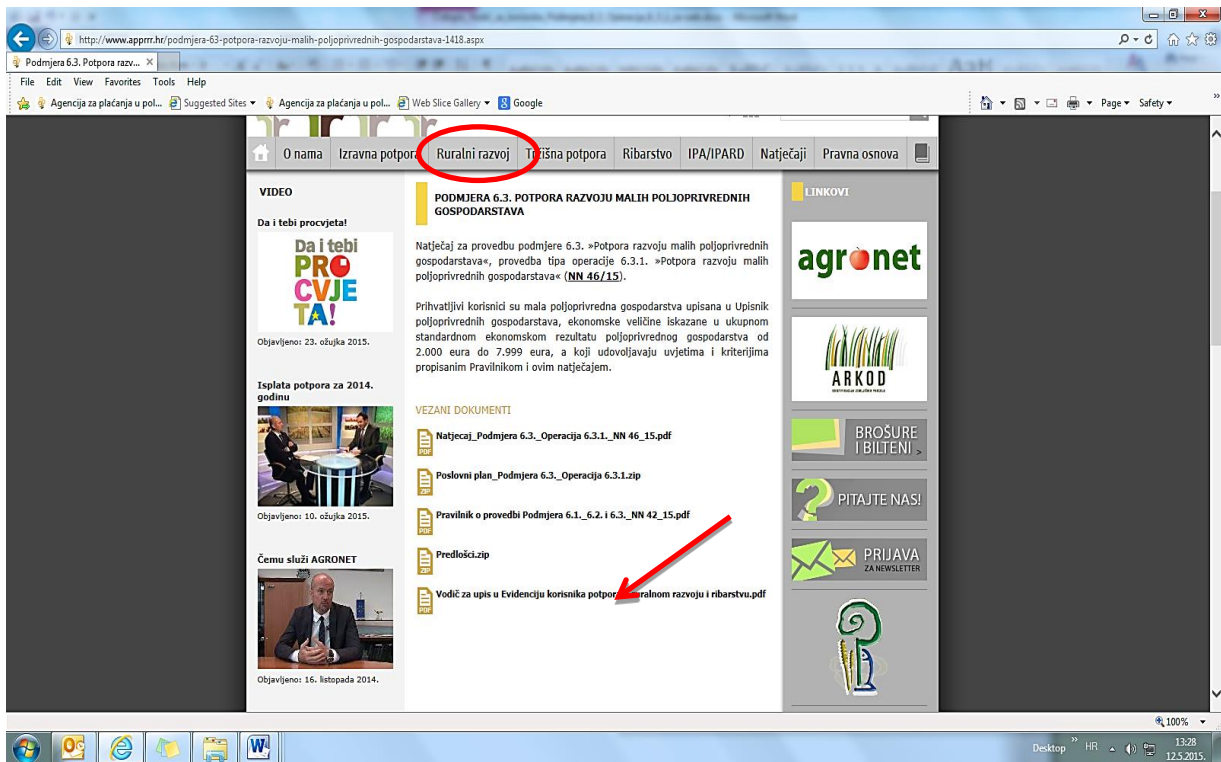 http://www.apprrr.hr/podmjera-63-potpora-razvoju-malih-poljoprivrednih-gospodarstava-1418.aspx
Podmjera 6.3. Potpora razv...
File Edit View Favorites Tools Help
Agencija za plaćanja u pol... Suggested Sites Agencija za plaćanja u pol... Web Slice Gallery Google
Page Safety
O nama Izravna potpora Ruralni razvoj Tržišna potpora Ribarstvo IPA/IPARD Natječaji Pravna osnova
VIDEO
Da i tebi procvjeta!
Da i tebi
PRO
CVJE
TA!
Objavljeno: 23. ožujka 2015.
Isplata potpora za 2014.
godinu
Objavljeno: 10. ožujka 2015.
Čemu služi AGRONET
Objavljeno: 16. listopada 2014.
PODMJERA 6.3. POTPORA RAZVOJU MALIH POLJOPRIVREDNIH
GOSPODARSTAVA
Natječaj za provedbu podmjere 6.3. »Potpora razvoju malih poljoprivrednih
gospodarstava«, provedba tipa operacije 6.3.1. »Potpora razvoju malih
poljoprivrednih gospodarstava« (NN 46/15).
Prihvatljivi korisnici su mala poljoprivredna gospodarstva upisana u Upisnik
poljoprivrednih gospodarstava, ekonomske veličine iskazane u ukupnom
standardnom ekonomskom rezultatu poljoprivrednog gospodarstva od
2.000 eura do 7.999 eura, a koji udovoljavaju uvjetima i kriterijima
propisanim Pravilnikom i ovim natječajem.
VEZANI DOKUMENTI
PDF Natjecaj_Podmjera 6.3._Operacija 6.3.1._NN 46_15.pdf
ZIP Poslovni plan_Podmjera 6.3._Operacija 6.3.1.zip
PDF Pravilnik o provedbi Podmjera 6.1._6.2. i 6.3._NN 42_15.pdf
ZIP Predlošci.zip
PDF Vodič za upis u Evidenciju korisnika potpora ruralnom razvoju i ribarstvu.pdf
LINKOVI
agronet
ARKOD
BROŠURE
I BILTENI >
PITAJTE NAS!
PRIJAVA
ZA NEWSLETTER
100%
Desktop HR 13:28
12.5.2015.